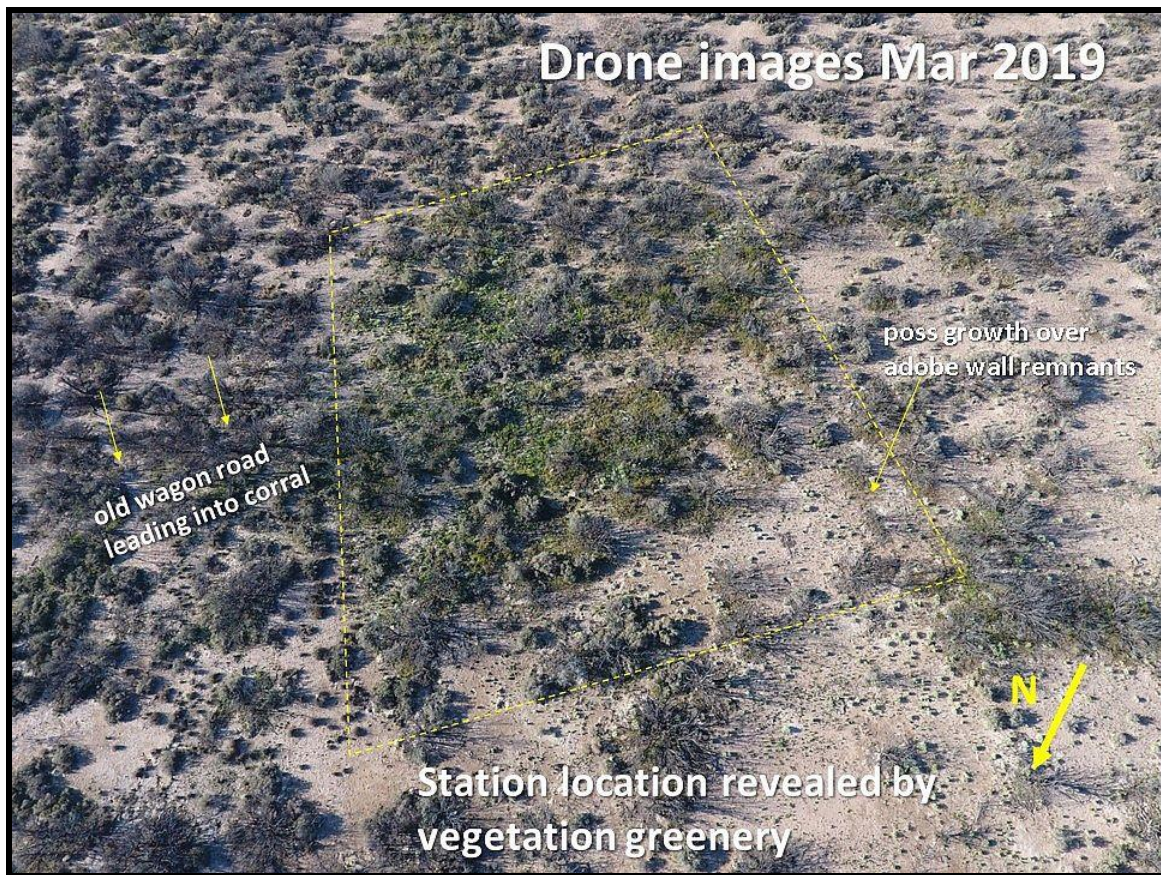 Drone images Mar 2019
poss growth over
adobe wall remnants
old wagon road
leading into corral
N
Station location revealed by
vegetation greenery